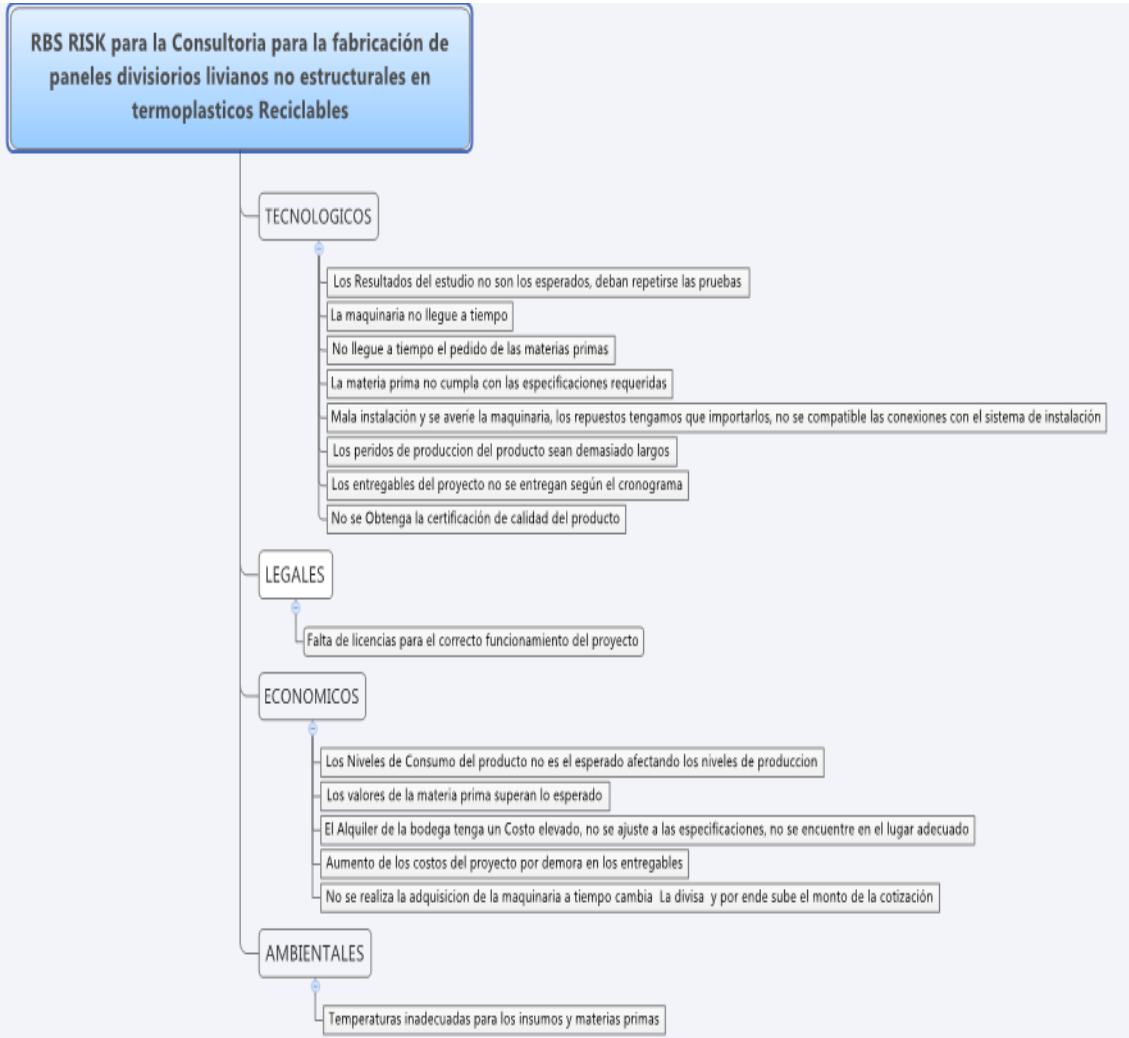 RBS RISK para la Consultoria para la fabricación de
paneles divisiorios livianos no estructurales en
termoplasticos Reciclables
TECNOLOGICOS
Los Resultados del estudio no son los esperados, deban repetirse las pruebas
La maquinaria no llegue a tiempo
No llegue a tiempo el pedido de las materias primas
La materia prima no cumpla con las especificaciones requeridas
Mala instalación y se averie la maquinaria, los repuestos tengamos que importarlos, no se compatible las conexiones con el sistema de instalación
Los peridos de produccion del producto sean demasiado largos
Los entregables del proyecto no se entregan según el cronograma
No se Obtenga la certificación de calidad del producto
LEGALES
Falta de licencias para el correcto funcionamiento del proyecto
ECONOMICOS
Los Niveles de Consumo del producto no es el esperado afectando los niveles de produccion
Los valores de la materia prima superan lo esperado
El Alquiler de la bodega tenga un Costo elevado, no se ajuste a las especificaciones, no se encuentre en el lugar adecuado
Aumento de los costos del proyecto por demora en los entregables
No se realiza la adquisicion de la maquinaria a tiempo cambia La divisa y por ende sube el monto de la cotización
AMBIENTALES
Temperaturas inadecuadas para los insumos y materias primas